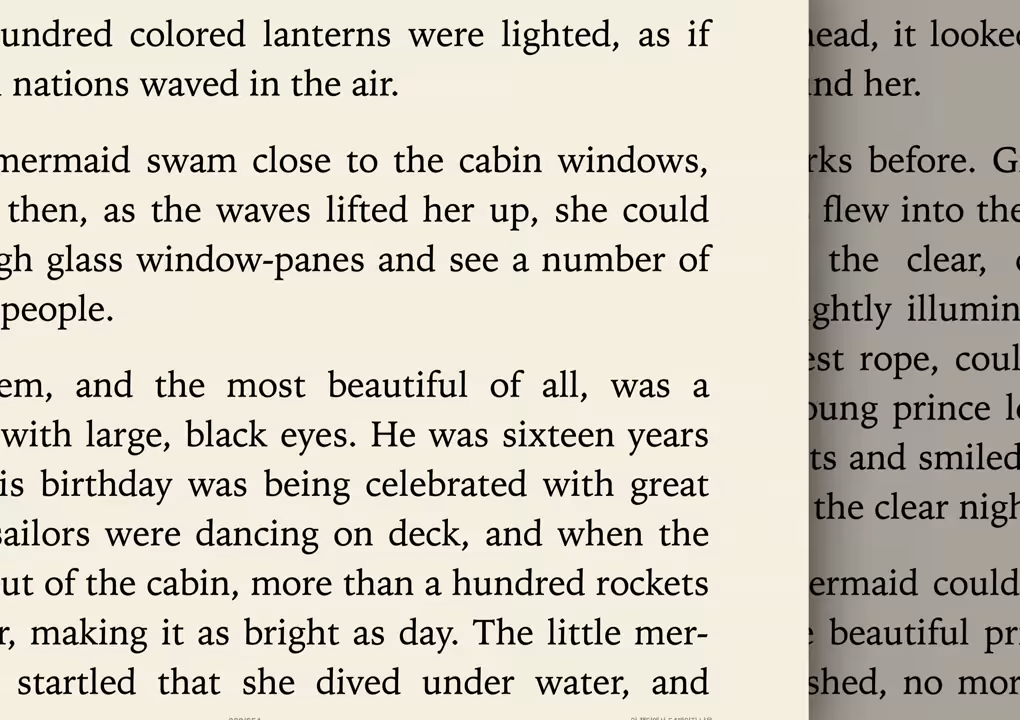 undred colored lanterns were lighted, as if
nations waved in the air.
mermaid swam close to the cabin windows,
then, as the waves lifted her up, she could
gh glass window-panes and see a number of
people.
em, and the most beautiful of all, was a
with large, black eyes. He was sixteen years
is birthday was being celebrated with great
sailors were dancing on deck, and when the
ut of the cabin, more than a hundred rockets
r, making it as bright as day. The little mer-
startled that she dived under water, and
head, it looked
und her.
rks before. G
flew into the
the clear,
ghtly illumin
est rope, coul
oung prince l
ts and smiled
the clear nigh
ermaid could
beautiful pri
shed, no mor